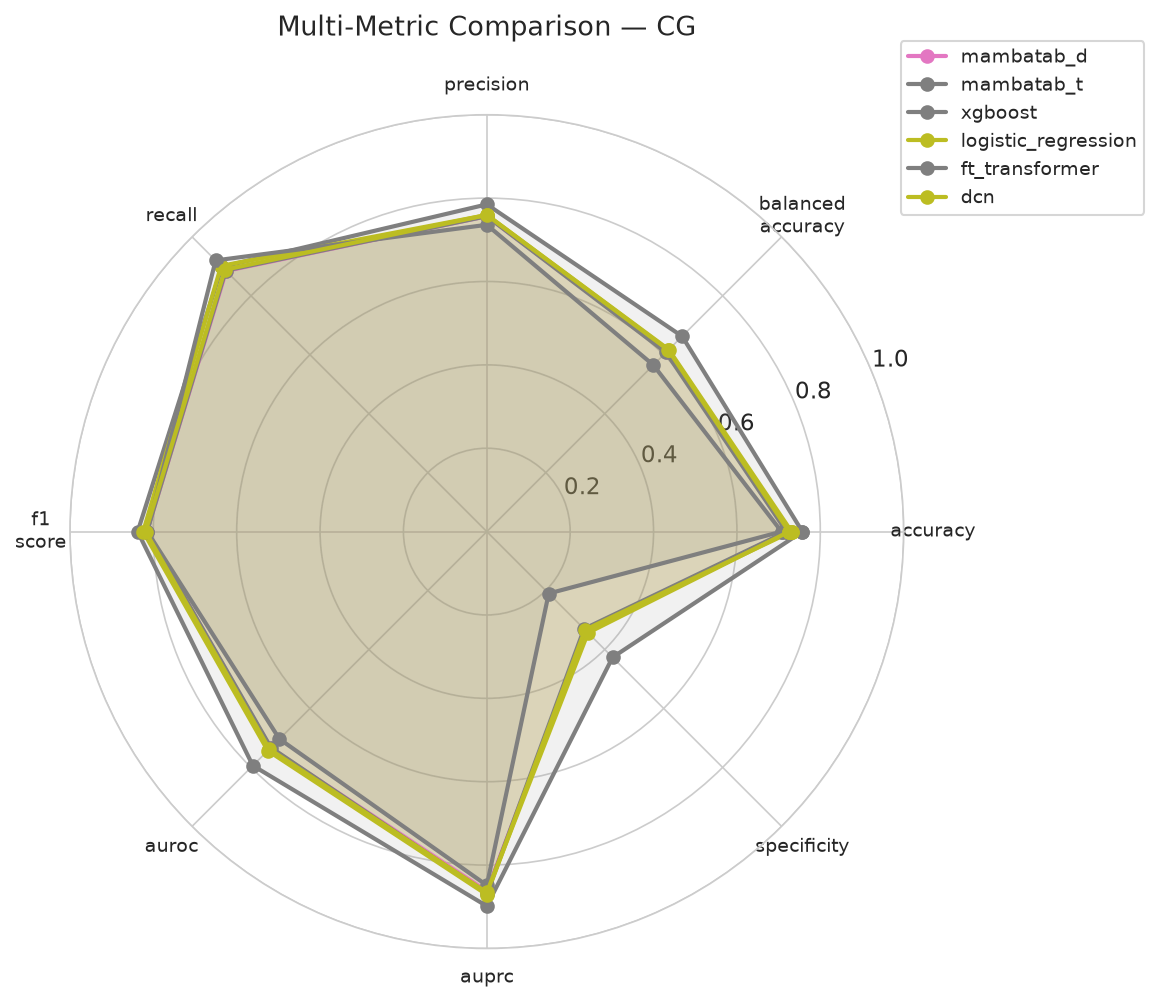 Multi-Metric Comparison — CG
mambatab_d
mambatab_t
xgboost
logistic_regression
ft_transformer
dcn
precision
recall
balanced
accuracy
1.0
0.8
0.6
0.4
0.2
f1
score
accuracy
auroc
specificity
auprc